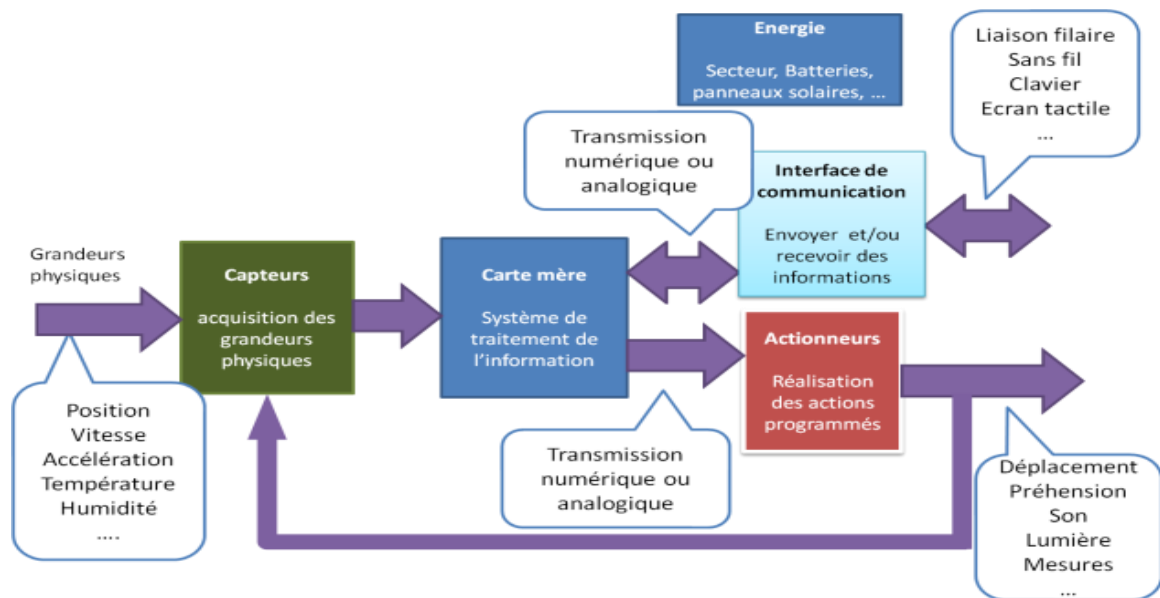 Energie
Secteur, Batteries,
panneaux solaires, ...
Liaison filaire
Sans fil
Clavier
Ecran tactile
...
Transmission
numérique ou
analogique
Interface de
communication
Envoyer et/ou
recevoir des
informations
Grandeurs
physiques
Capteurs
acquisition des
grandeurs
physiques
Carte mère
Système de
traitement de
l'information
Actionneurs
Réalisation
des actions
programmés
Position
Vitesse
Accélération
Température
Humidité
....
Transmission
numérique ou
analogique
Déplacement
Préhension
Son
Lumière
Mesures
...